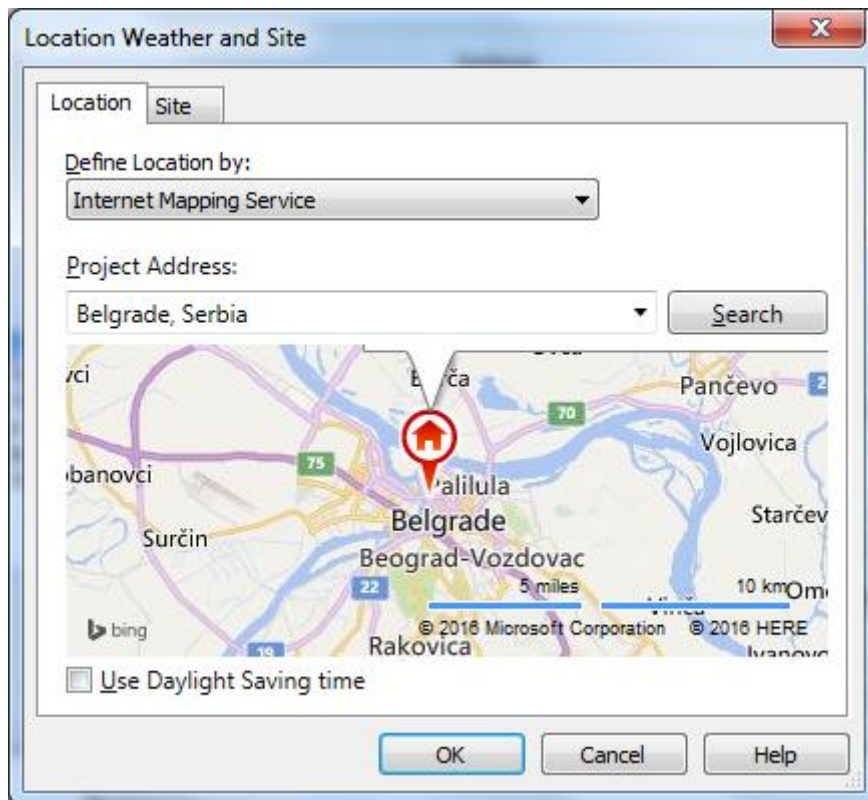 Location Weather and Site
Location
Site
Define Location by:
Internet Mapping Service
Project Address:
Belgrade, Serbia
Search
Pančevo
70
Vojlovica
75
Palilula
Belgrade
Starčev
Surčin
Beograd-Vozdovac
22
5 miles
10 km
Vinča
bing
© 2016 Microsoft Corporation
© 2016 HERE
19
Rakovica
Use Daylight Saving time
OK
Cancel
Help